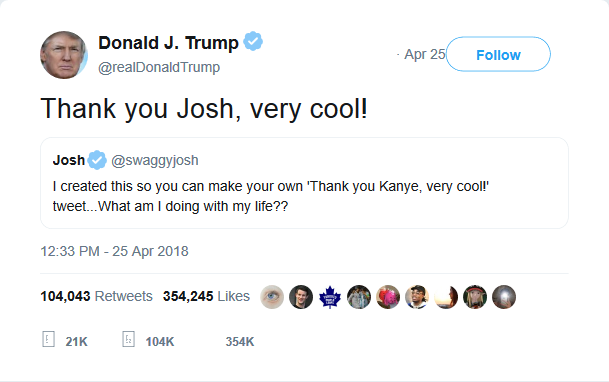 Donald J. Trump
@realDonaldTrump
· Apr 25
Follow
Thank you Josh, very cool!
Josh @swaggyjosh
I created this so you can make your own 'Thank you Kanye, very cool!'
tweet...What am I doing with my life??
12:33 PM - 25 Apr 2018
104,043 Retweets 354,245 Likes
21K 104K 354K